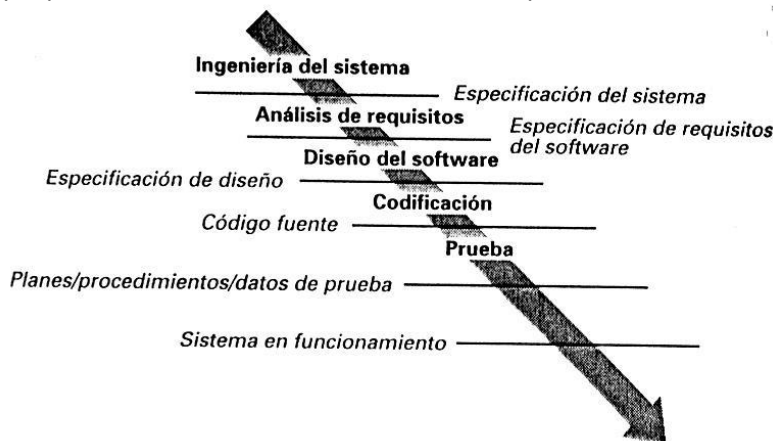 Ingeniería del sistema
Especificación del sistema
Análisis de requisitos
Especificación de requisitos
del software
Diseño del software
Especificación de diseño
Codificación
Código fuente
Prueba
Planes/procedimientos/datos de prueba
Sistema en funcionamiento